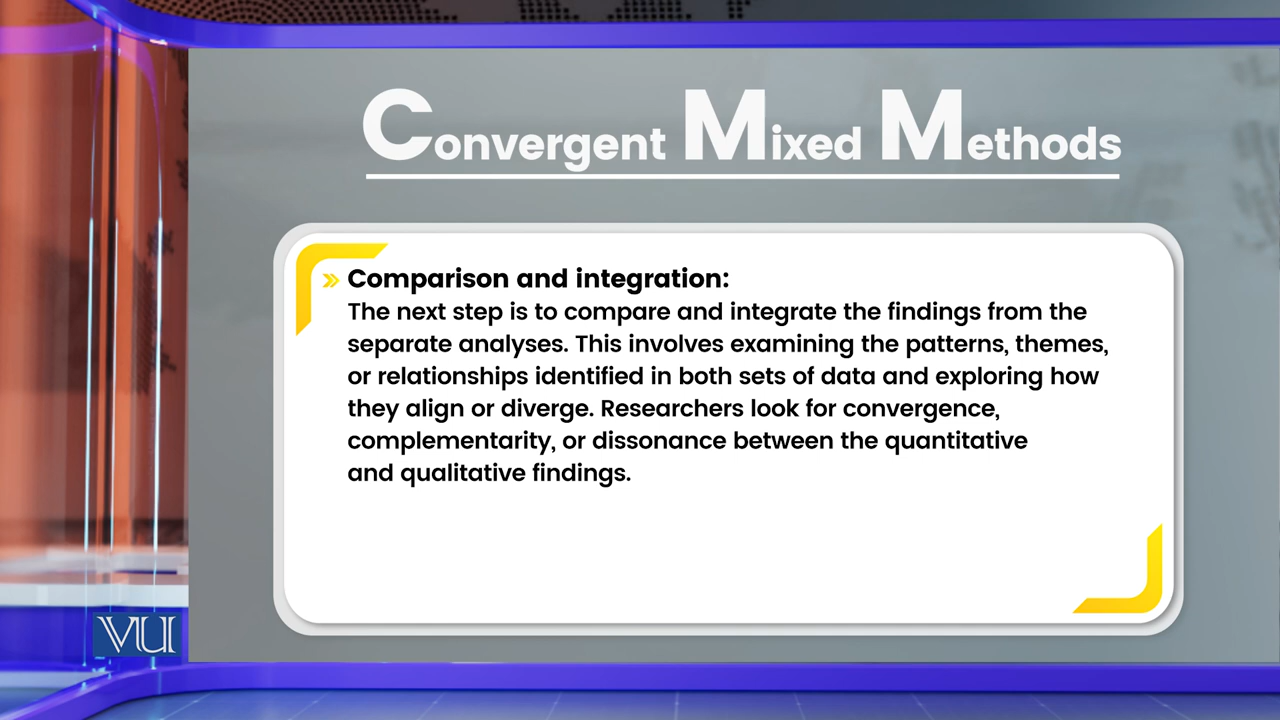 Convergent Mixed Methods
» Comparison and integration:
The next step is to compare and integrate the findings from the
separate analyses. This involves examining the patterns, themes,
or relationships identified in both sets of data and exploring how
they align or diverge. Researchers look for convergence,
complementarity, or dissonance between the quantitative
and qualitative findings.
VU